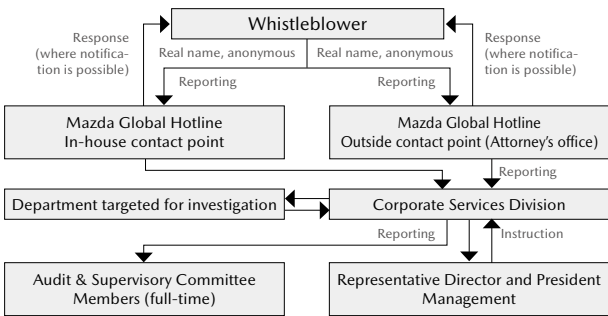 Whistleblower
Response
(where notifica-
tion is possible)
Real name, anonymous
Real name, anonymous
Response
(where notifica-
tion is possible)
Reporting
Reporting
Mazda Global Hotline
In-house contact point
Mazda Global Hotline
Outside contact point (Attorney's office)
Reporting
Department targeted for investigation
Corporate Services Division
Reporting
Instruction
Audit & Supervisory Committee
Members (full-time)
Representative Director and President
Management